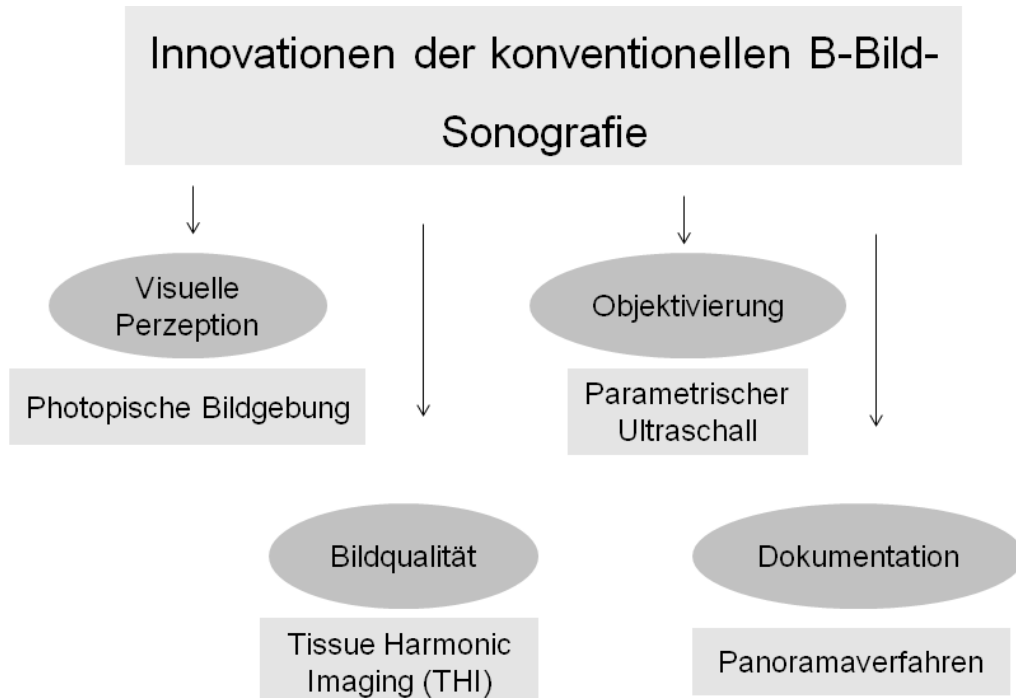 Innovationen der konventionellen B-Bild-
Sonografie
Visuelle
Perzeption
Photopische Bildgebung
Objektivierung
Parametrischer
Ultraschall
Bildqualität
Tissue Harmonic
Imaging (THI)
Dokumentation
Panoramaverfahren